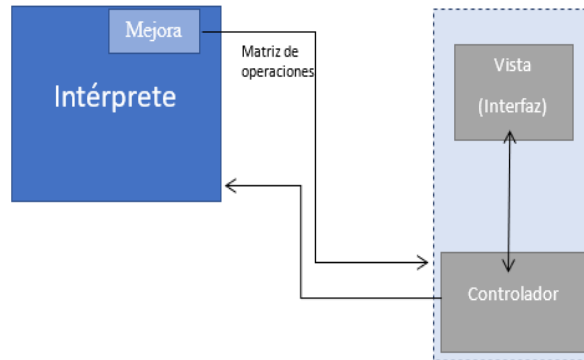 Mejora
Intérprete
Matriz de
operaciones
Vista
(Interfaz)
Controlador